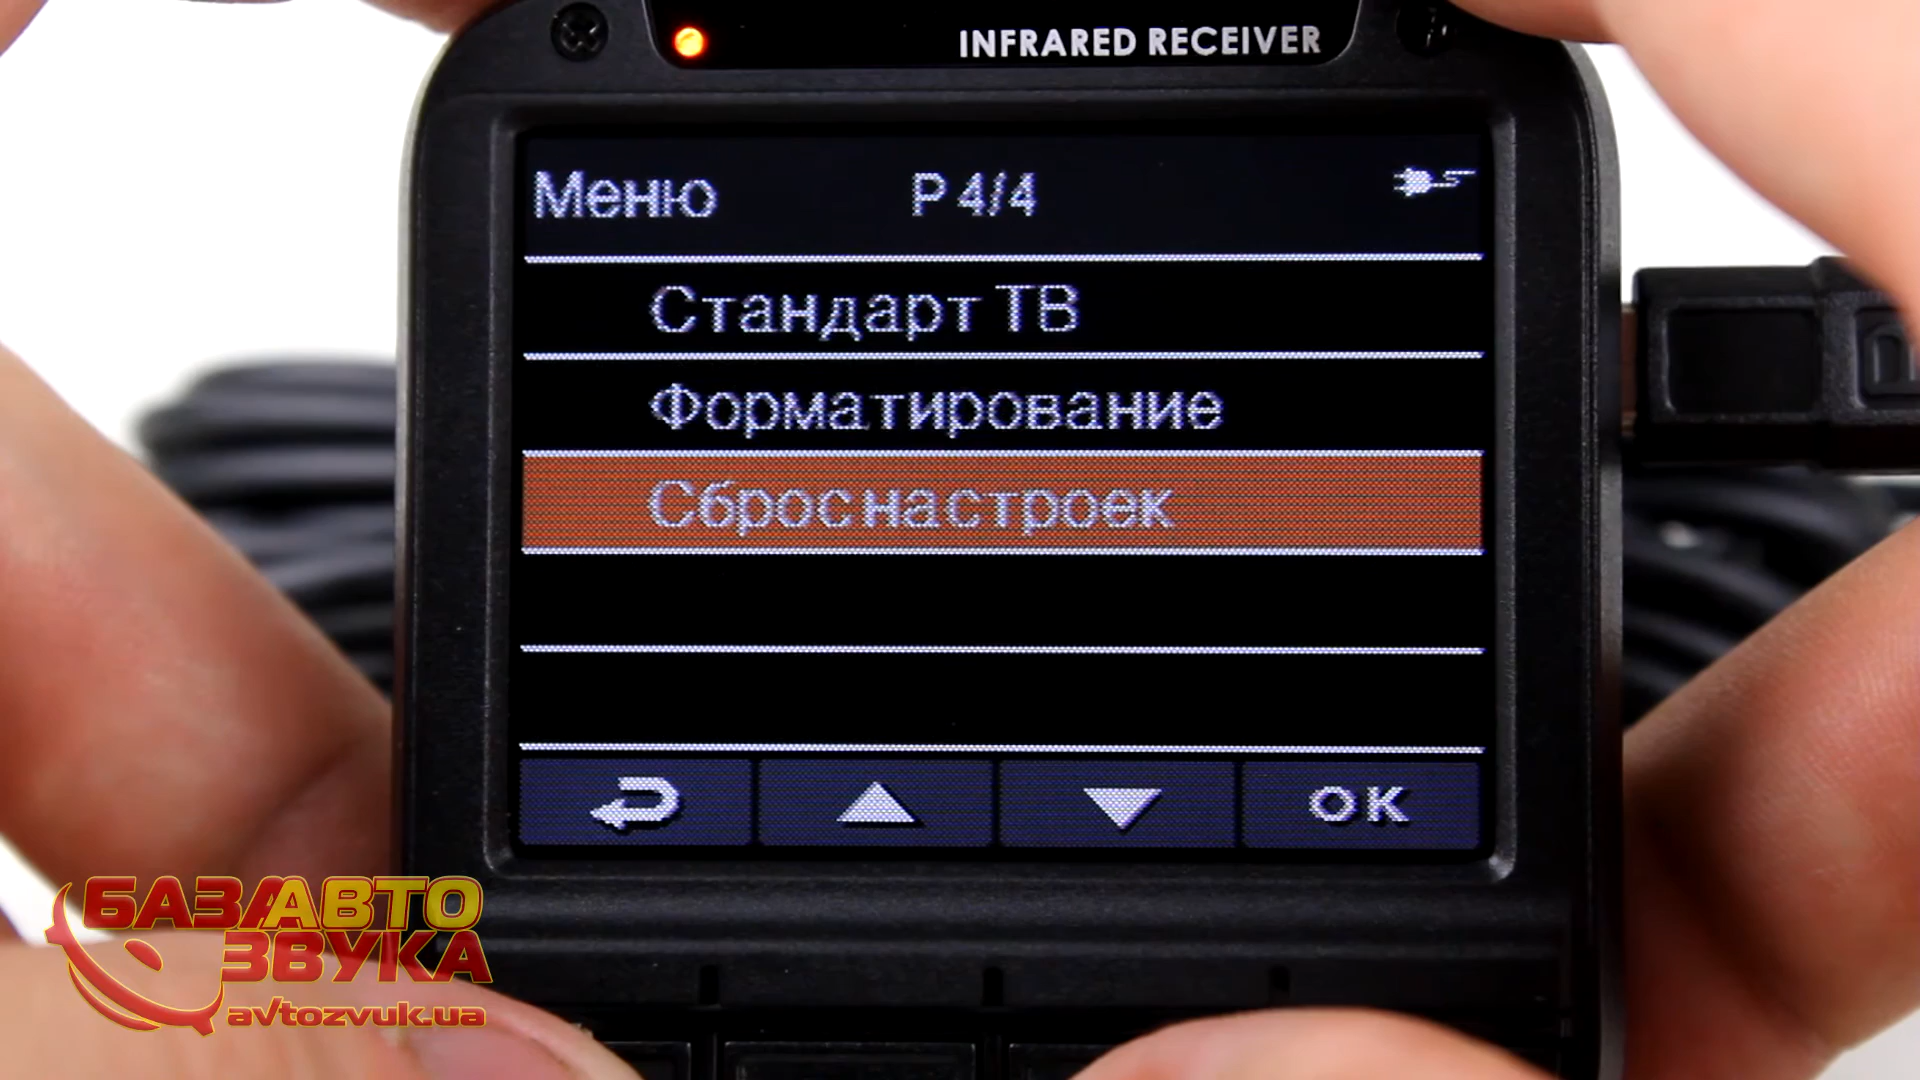 INFRARED RECEIVER
Меню P 4/4
Стандарт ТВ
Форматирование
Сброс настроек
OK
БАЗА АВТО
ЗВУКА
avtozvuk.ua